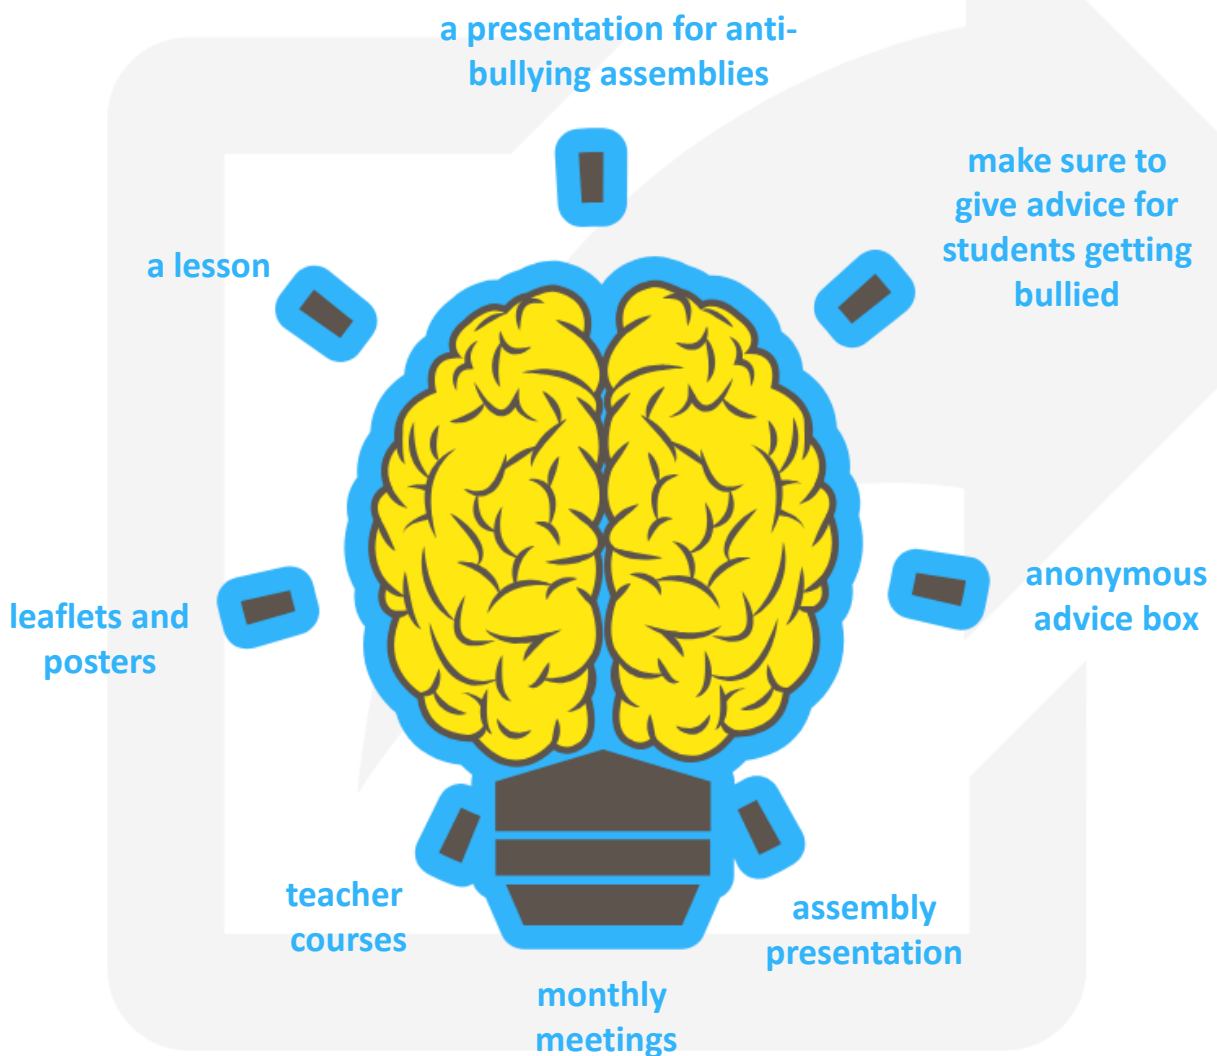 a presentation for anti-
bullying assemblies
make sure to
give advice for
students getting
bullied
a lesson
anonymous
advice box
leaflets and
posters
teacher
courses
assembly
presentation
monthly
meetings